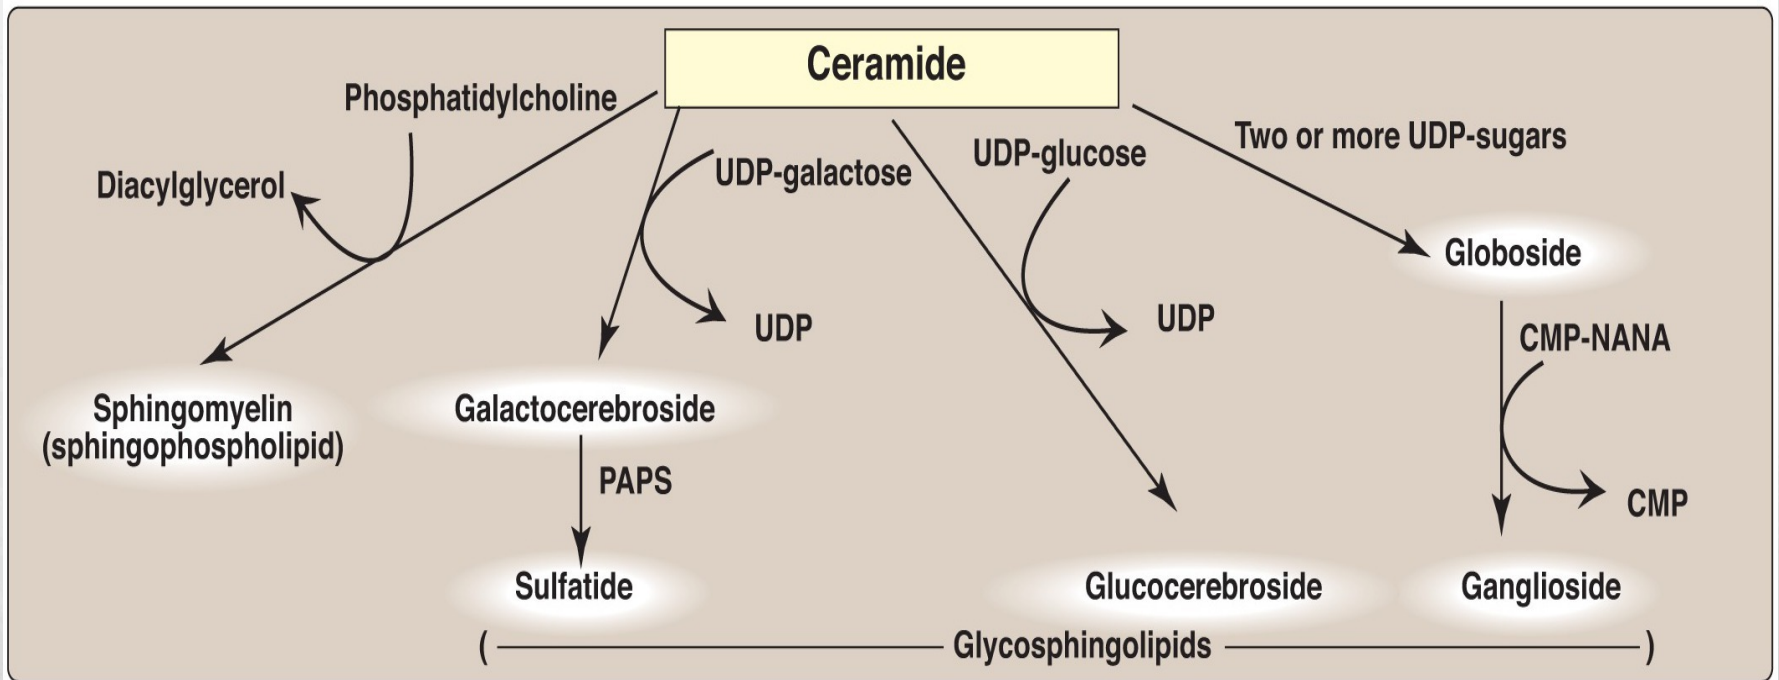 Ceramide
Phosphatidylcholine
Two or more UDP-sugars
UDP-glucose
UDP-galactose
Diacylglycerol
Globoside
UDP
UDP
CMP-NANA
Sphingomyelin
(sphingophospholipid)
Galactocerebroside
PAPS
CMP
Sulfatide
Glucocerebroside
Ganglioside
( Glycosphingolipids )